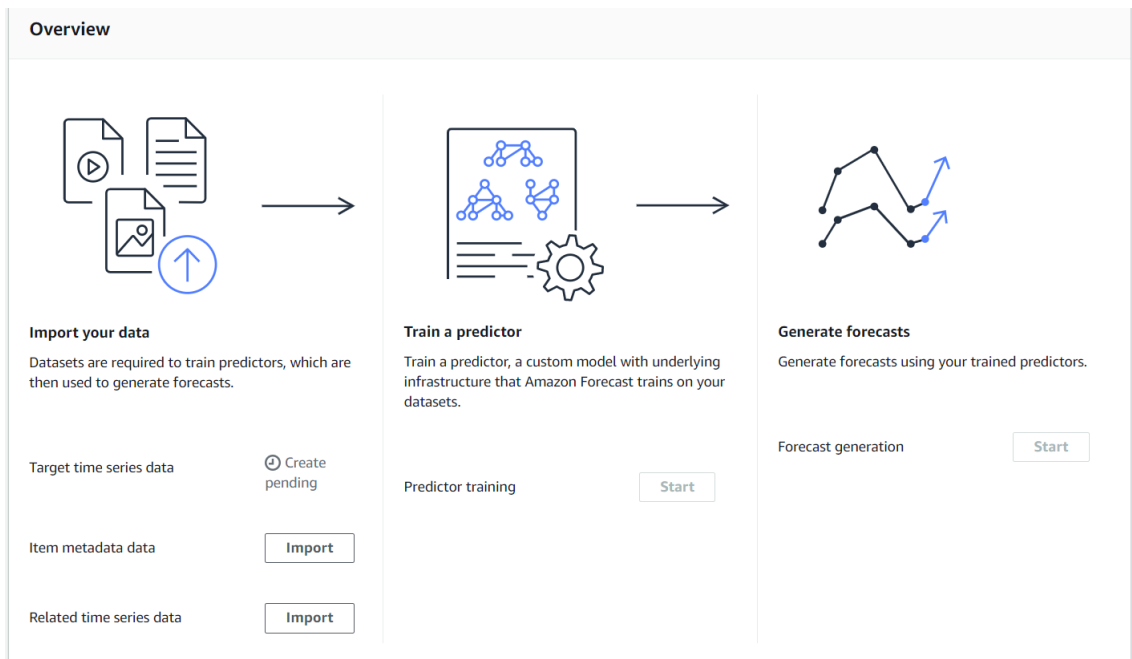 Overview
Import your data
Datasets are required to train predictors, which are
then used to generate forecasts.
Target time series data
Create
pending
Item metadata data
Import
Related time series data
Import
Train a predictor
Train a predictor, a custom model with underlying
infrastructure that Amazon Forecast trains on your
datasets.
Predictor training
Start
Generate forecasts
Generate forecasts using your trained predictors.
Forecast generation
Start